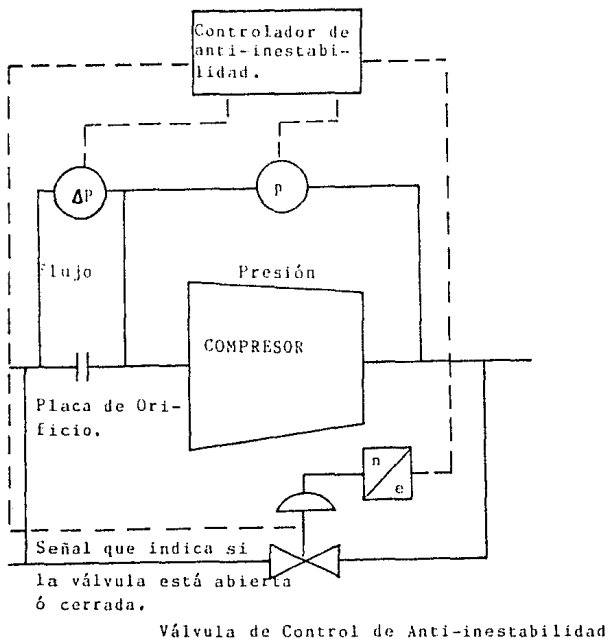 Controlador de
anti-inestabi-
lidad.
ΔP
p
Flujo
Presión
COMPRESOR
Placa de Ori-
ficio.
n
e
Señal que indica si
la válvula está abierta
ó cerrada.
Válvula de Control de Anti-inestabilidad